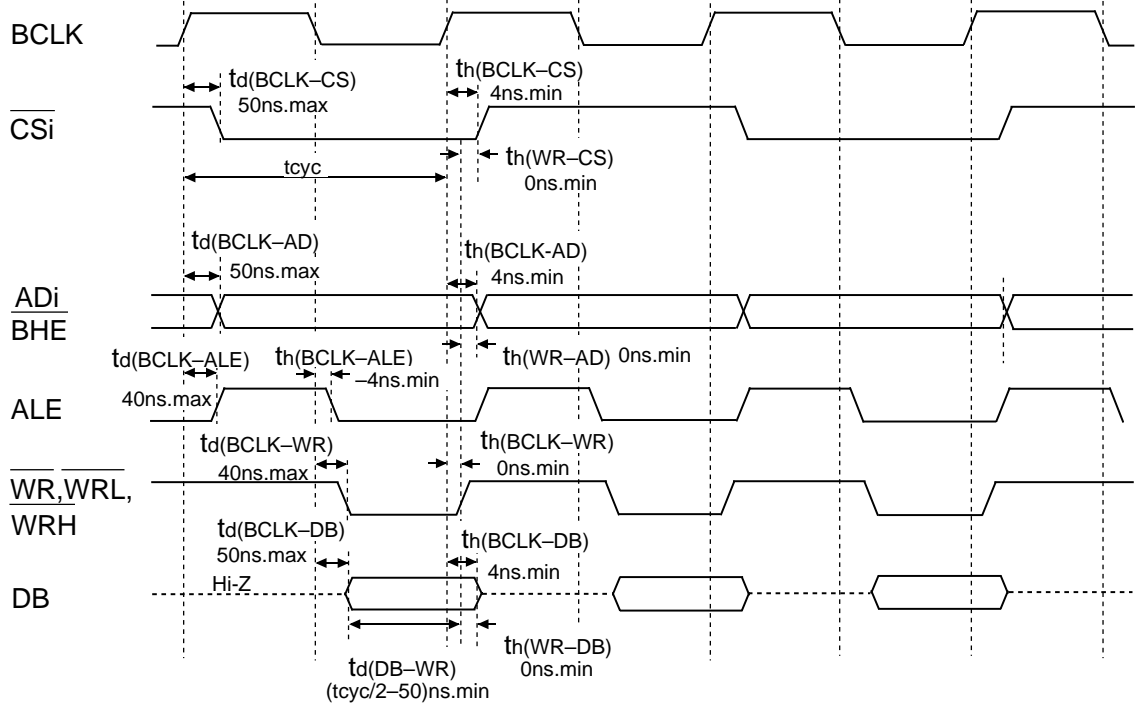 BCLK
td(BCLK–CS)
50ns.max
th(BCLK–CS)
4ns.min
CSi
tcyc
th(WR–CS)
0ns.min
td(BCLK–AD)
50ns.max
th(BCLK-AD)
4ns.min
ADi
BHE
td(BCLK–ALE)
40ns.max
th(BCLK–ALE)
–4ns.min
th(WR–AD) 0ns.min
ALE
td(BCLK–WR)
40ns.max
th(BCLK–WR)
0ns.min
WR,WRL,
WRH
td(BCLK–DB)
50ns.max
th(BCLK–DB)
4ns.min
Hi-Z
DB
td(DB–WR)
(tcyc/2–50)ns.min
th(WR–DB)
0ns.min